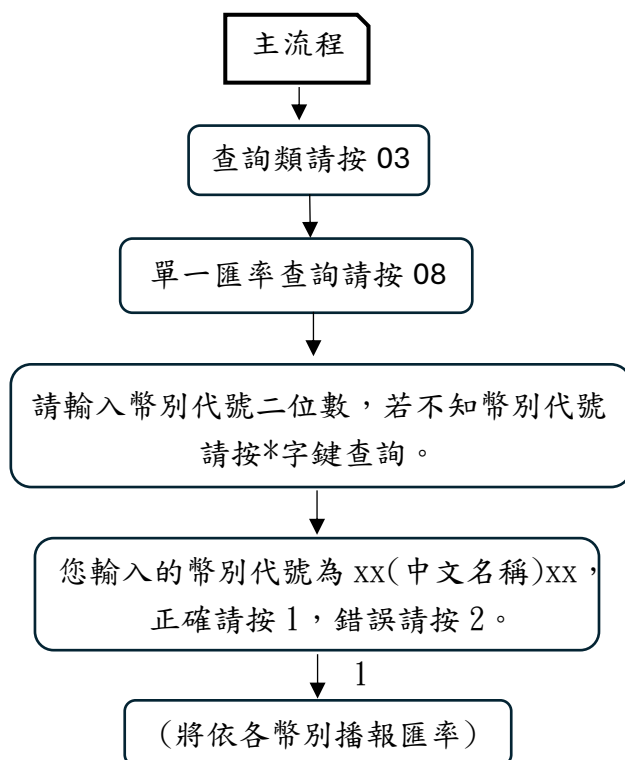 主流程
查詢類請按 03
單一匯率查詢請按 08
請輸入幣別代號二位數，若不知幣別代號
請按*字鍵查詢。
您輸入的幣別代號為 xx(中文名稱)xx，
正確請按 1，錯誤請按 2。
1
(將依各幣別播報匯率)